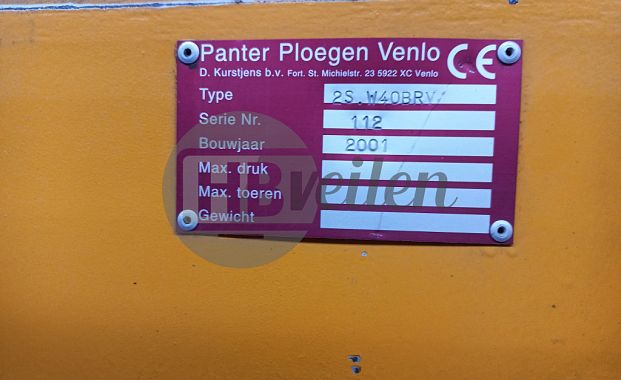 Panter Ploegen Venlo CE
D. Kurstjens b.v. Fort. St. Michielstr. 23 5922 XC Venlo
Type 2S.W40BRV
Serie Nr. 112
Bouwjaar 2001
Max. druk
Max. toeren
Gewicht
HB veilen